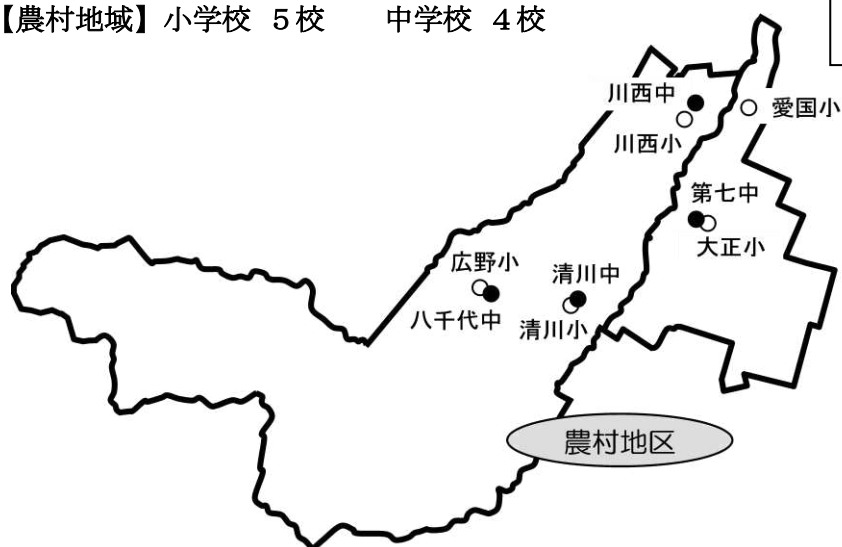 【農村地域】小学校 5校　　中学校 4校
川西中
愛国小
川西小
第七中
大正小
広野小
清川中
八千代中
清川小
農村地区